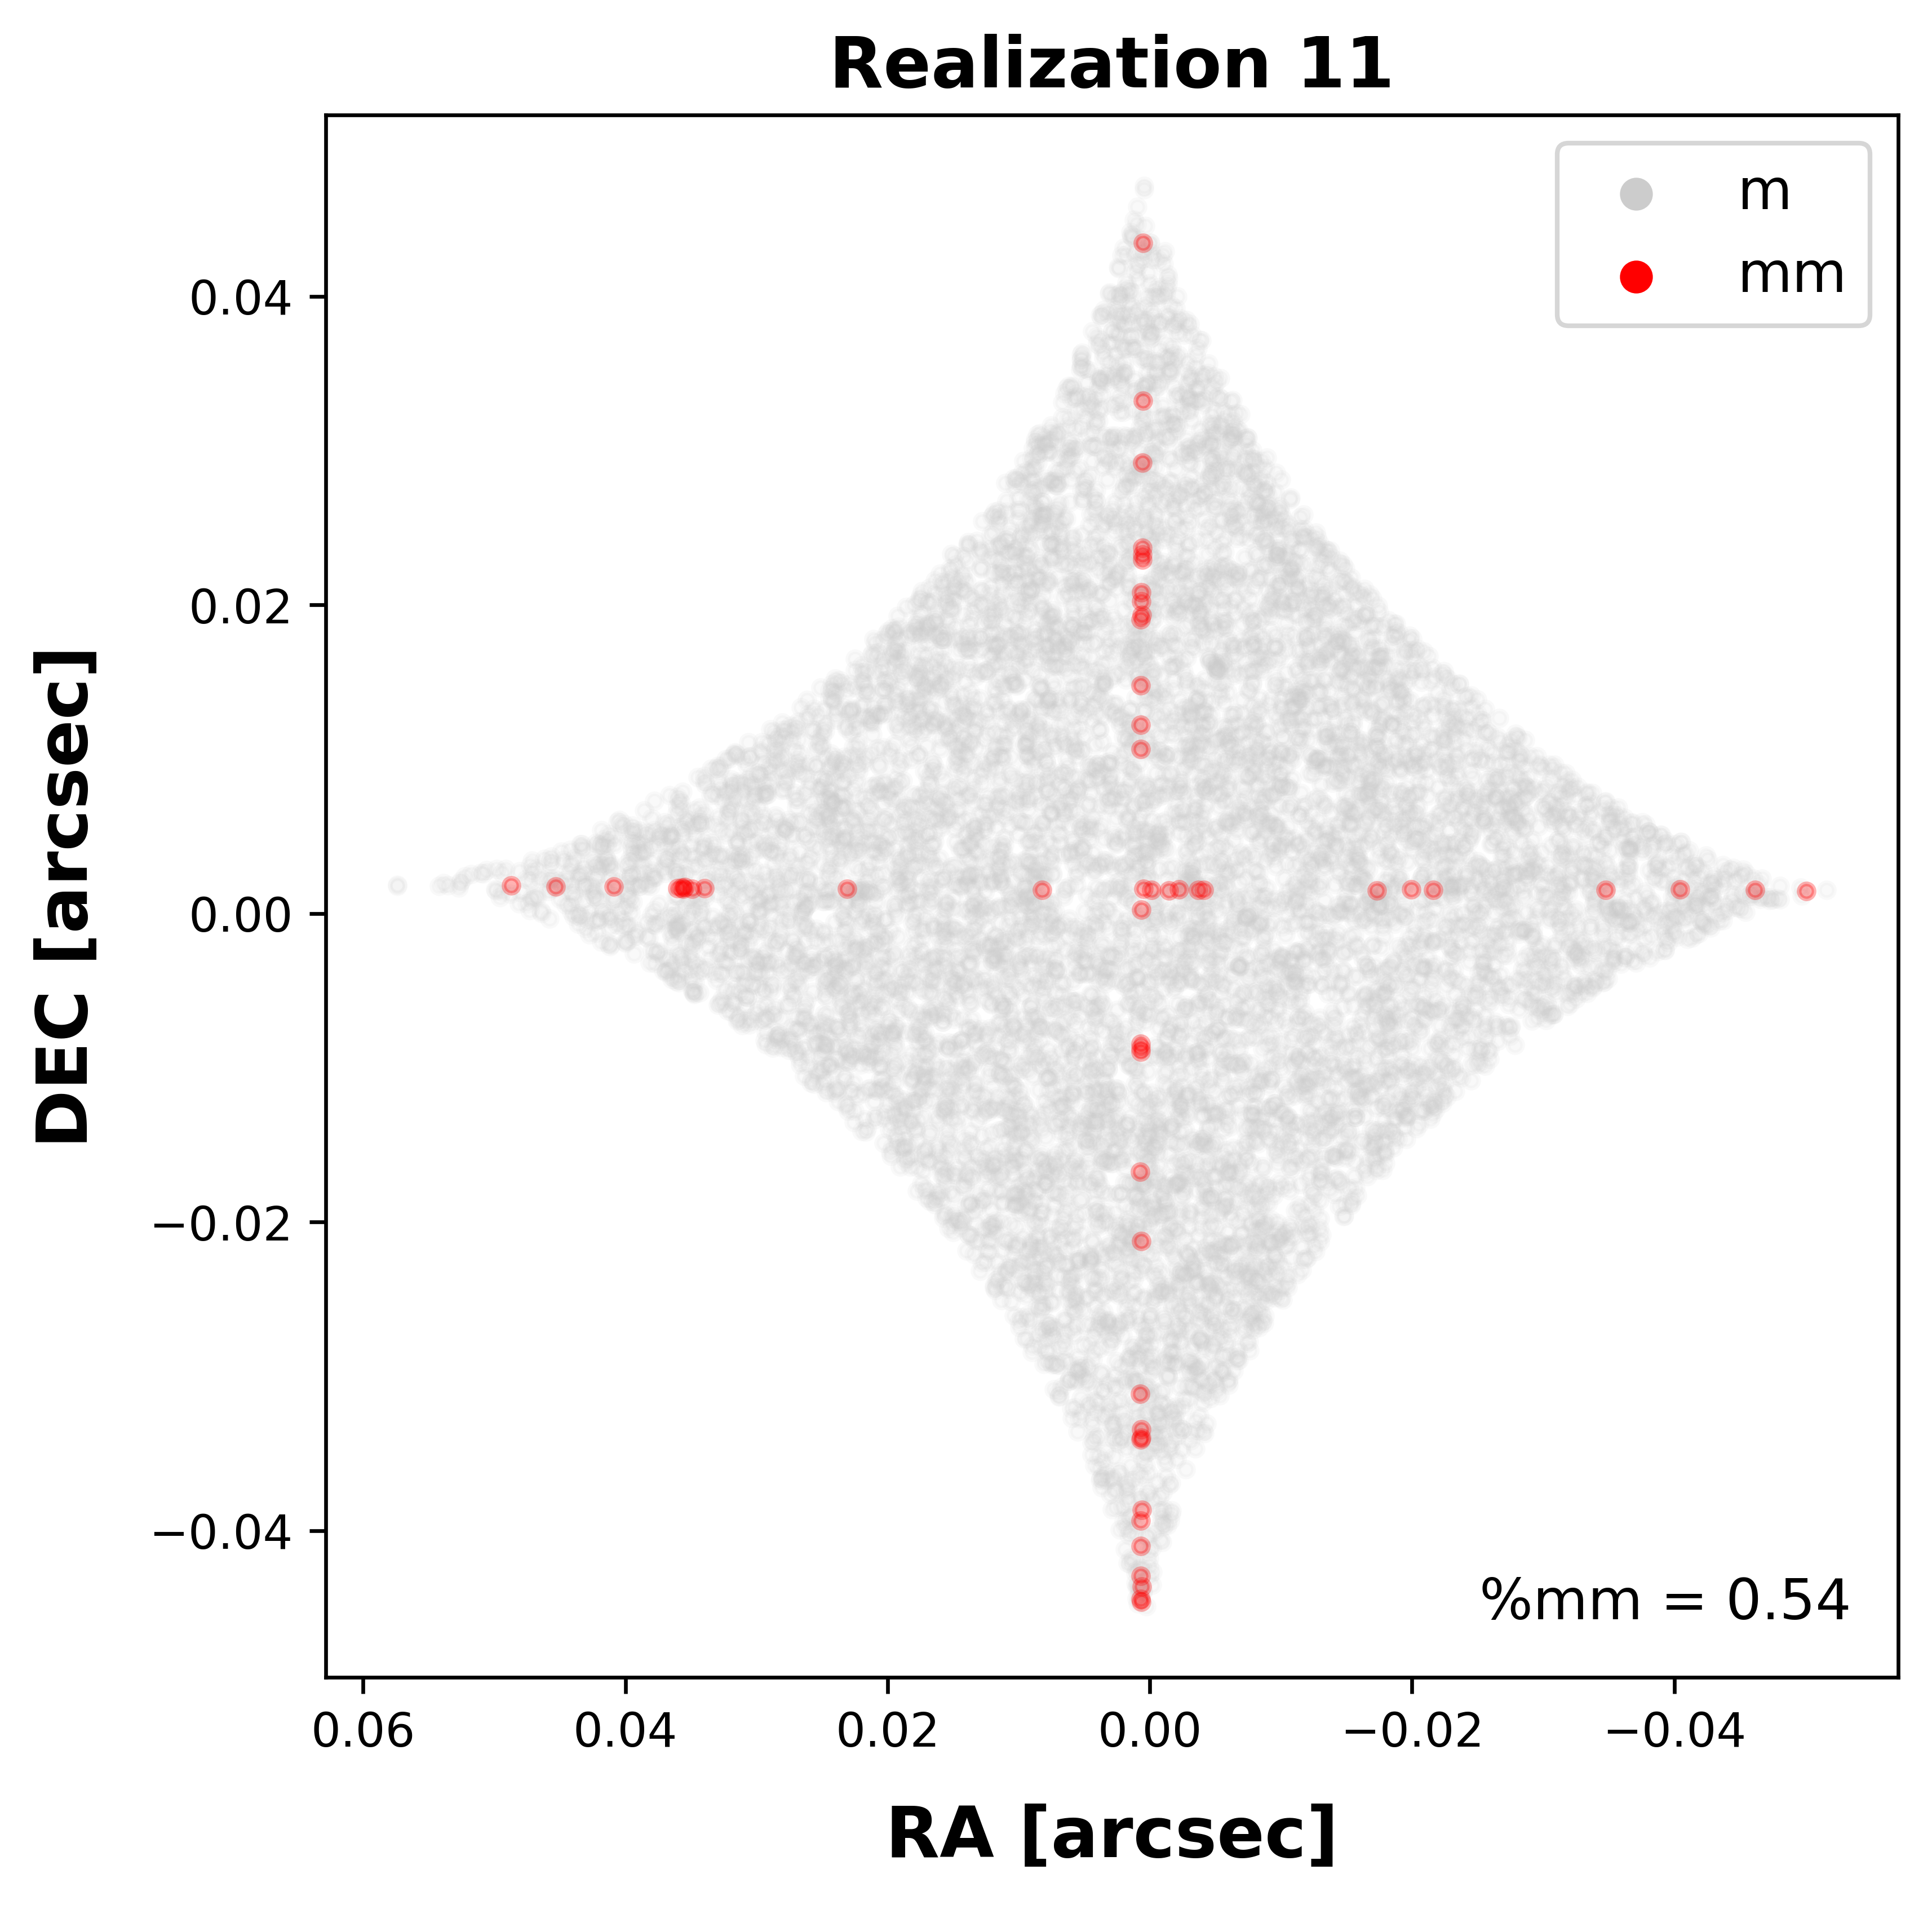 Realization 11
m
mm
0.04
0.02
0.00
−0.02
−0.04
DEC [arcsec]
%mm = 0.54
0.06 0.04 0.02 0.00 −0.02 −0.04
RA [arcsec]